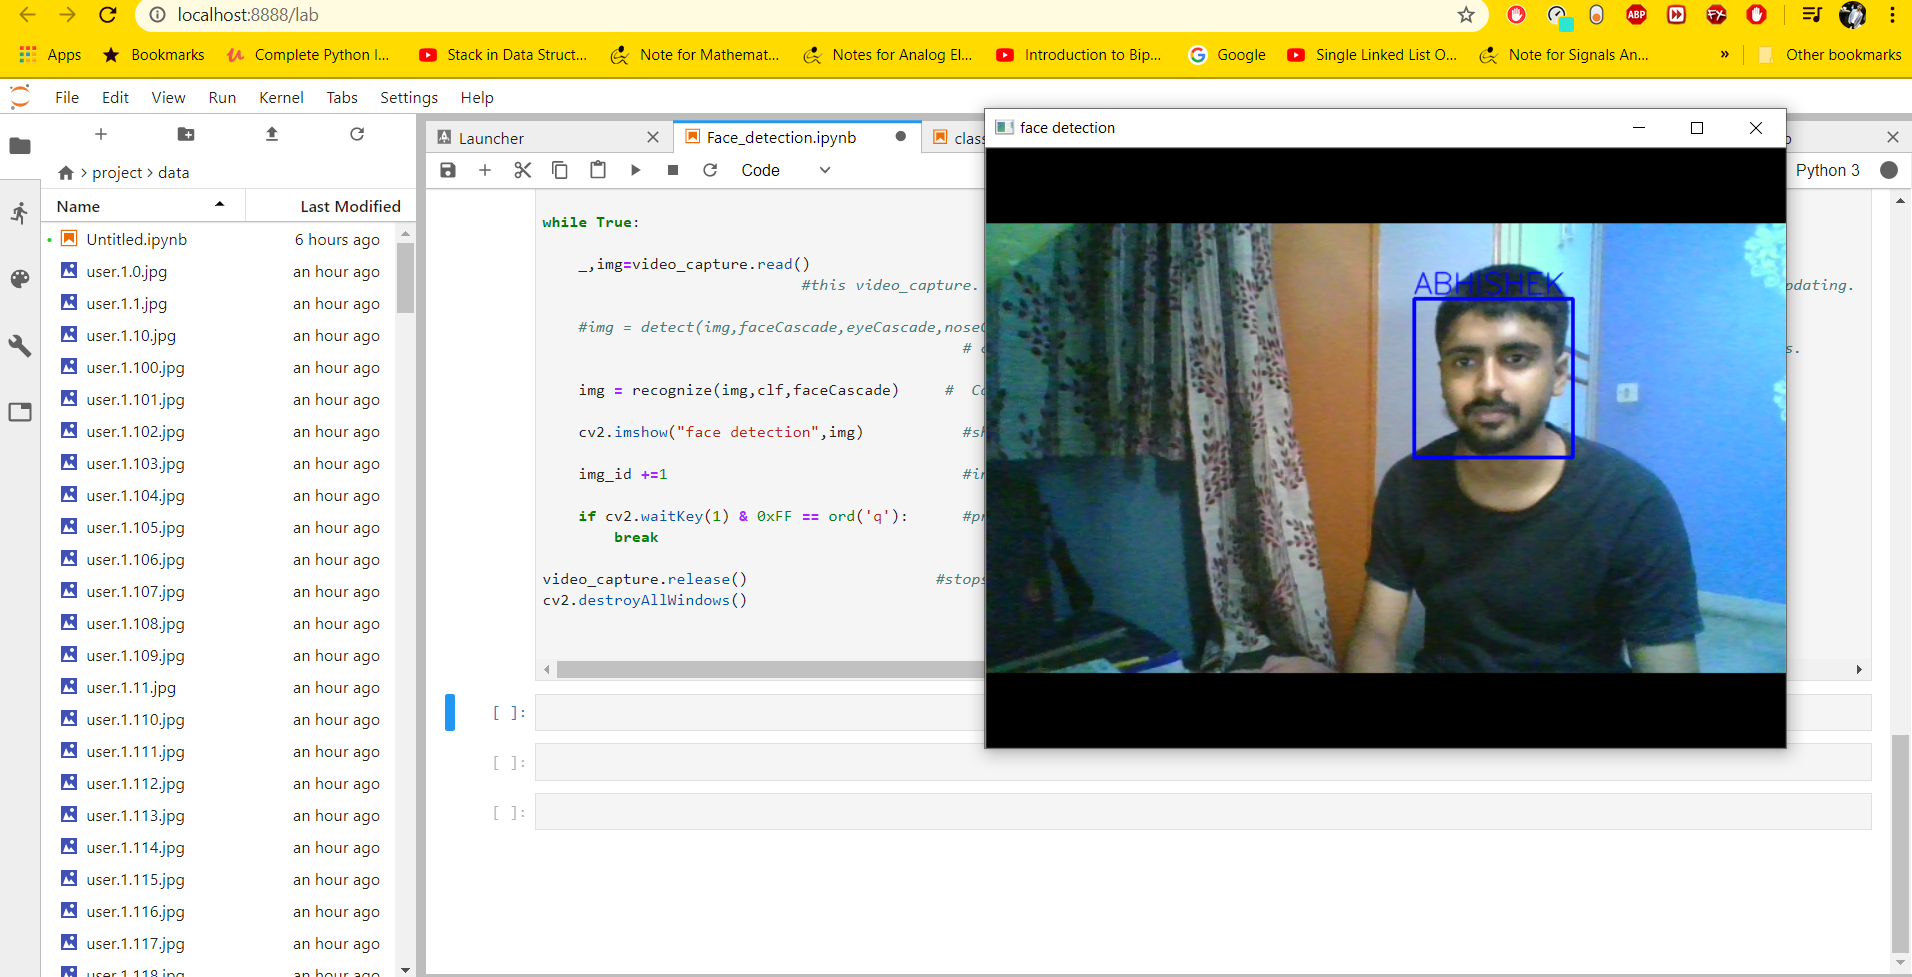 localhost:8888/lab
Apps Bookmarks Complete Python I... Stack in Data Struct... Note for Mathemat... Notes for Analog El... Introduction to Bip... Google Single Linked List O... Note for Signals An... » Other bookmarks
File Edit View Run Kernel Tabs Settings Help
face detection
Launcher Face_detection.ipynb
project > data
Code
Python 3
Name Last Modified
Untitled.ipynb 6 hours ago
user.1.0.jpg an hour ago
user.1.1.jpg an hour ago
user.1.10.jpg an hour ago
user.1.100.jpg an hour ago
user.1.101.jpg an hour ago
user.1.102.jpg an hour ago
user.1.103.jpg an hour ago
user.1.104.jpg an hour ago
user.1.105.jpg an hour ago
user.1.106.jpg an hour ago
user.1.107.jpg an hour ago
user.1.108.jpg an hour ago
user.1.109.jpg an hour ago
user.1.11.jpg an hour ago
user.1.110.jpg an hour ago
user.1.111.jpg an hour ago
user.1.112.jpg an hour ago
user.1.113.jpg an hour ago
user.1.114.jpg an hour ago
user.1.115.jpg an hour ago
user.1.116.jpg an hour ago
user.1.117.jpg an hour ago
user.1.118.jpg an hour ago
while True:
_,img=video_capture.read()
#this video_capture.
#img = detect(img,faceCascade,eyeCascade,nose
#
img = recognize(img,clf,faceCascade) #
cv2.imshow("face detection",img)
img_id +=1
if cv2.waitKey(1) & 0xFF == ord('q'):
break
video_capture.release() #stops
cv2.destroyAllWindows()
[ ]:
[ ]:
[ ]:
ABHISHEK